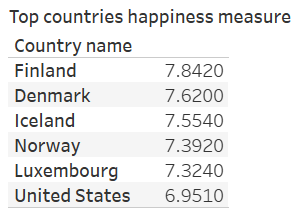 Top countries happiness measure
Country name
Finland 7.8420
Denmark 7.6200
Iceland 7.5540
Norway 7.3920
Luxembourg 7.3240
United States 6.9510